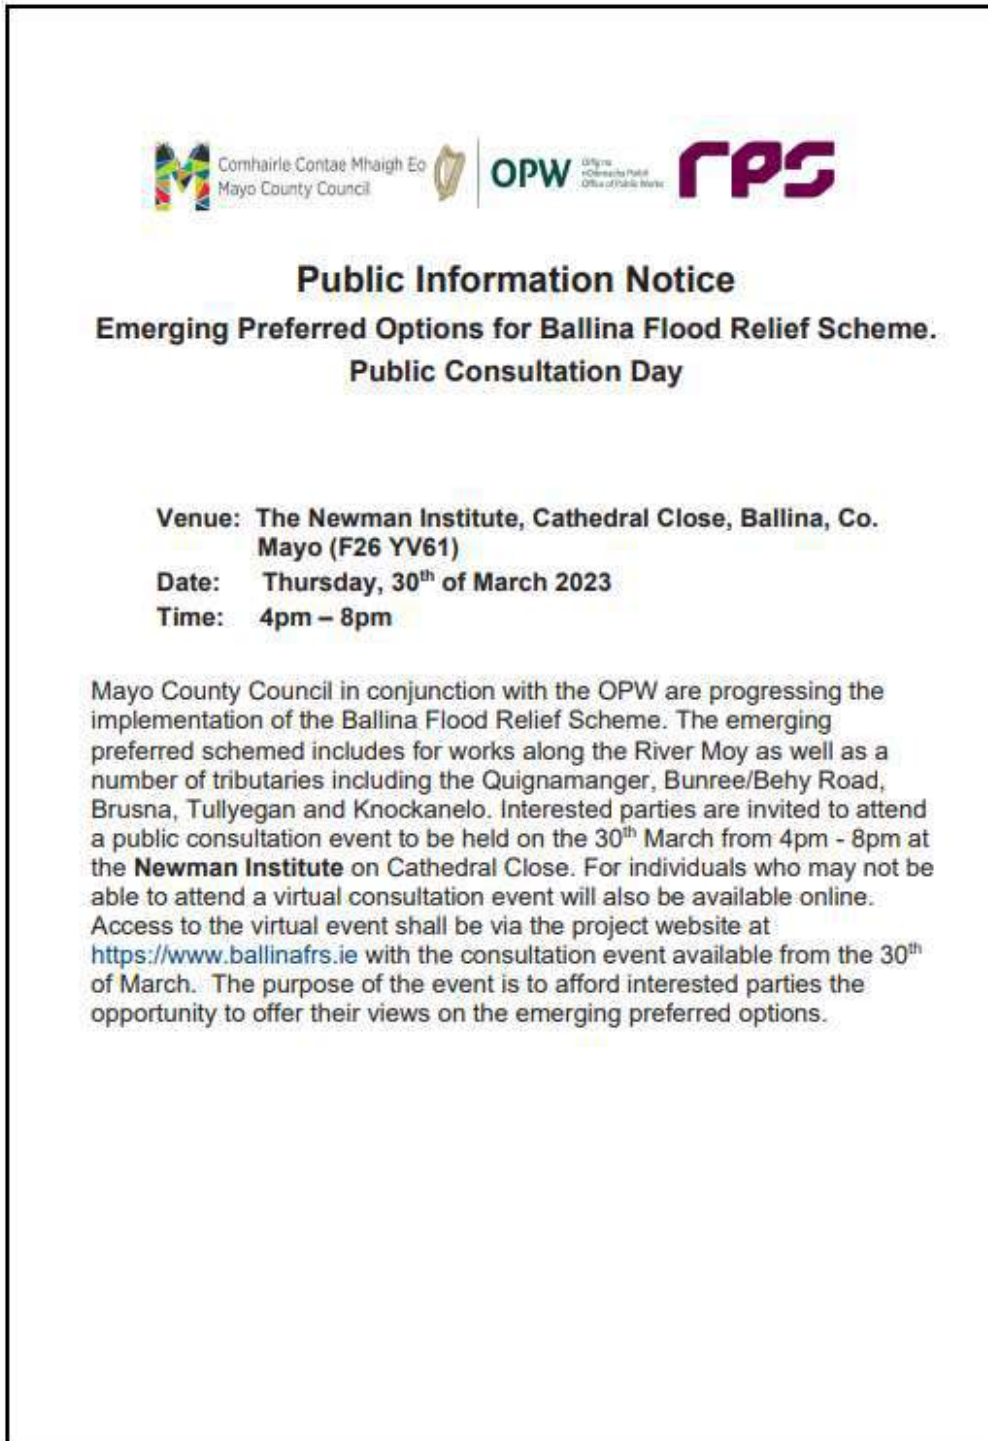 Comhairle Contae Mhaigh Eo
Mayo County Council
OPW
Oifig na
nOibreacha Poiblí
Office of Public Works
rps
Public Information Notice
Emerging Preferred Options for Ballina Flood Relief Scheme.
Public Consultation Day
Venue: The Newman Institute, Cathedral Close, Ballina, Co.
Mayo (F26 YV61)
Date: Thursday, 30th of March 2023
Time: 4pm – 8pm
Mayo County Council in conjunction with the OPW are progressing the
implementation of the Ballina Flood Relief Scheme. The emerging
preferred schemed includes for works along the River Moy as well as a
number of tributaries including the Quignamanger, Bunree/Behy Road,
Brusna, Tullyegan and Knockanelo. Interested parties are invited to attend
a public consultation event to be held on the 30th March from 4pm - 8pm at
the Newman Institute on Cathedral Close. For individuals who may not be
able to attend a virtual consultation event will also be available online.
Access to the virtual event shall be via the project website at
https://www.ballinafrs.ie with the consultation event available from the 30th
of March. The purpose of the event is to afford interested parties the
opportunity to offer their views on the emerging preferred options.